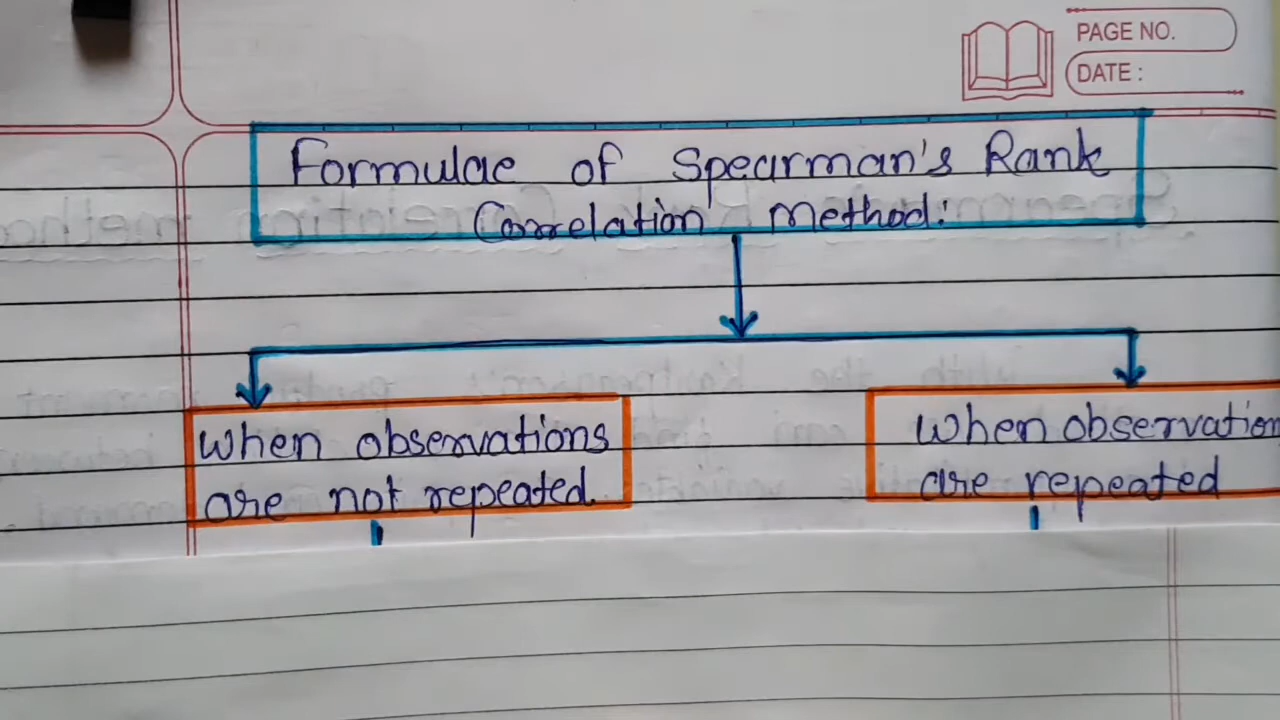 PAGE NO.
DATE :
Formulae of Spearman's Rank
Correlation Method:
When observations
are not repeated.
When observation
are repeated